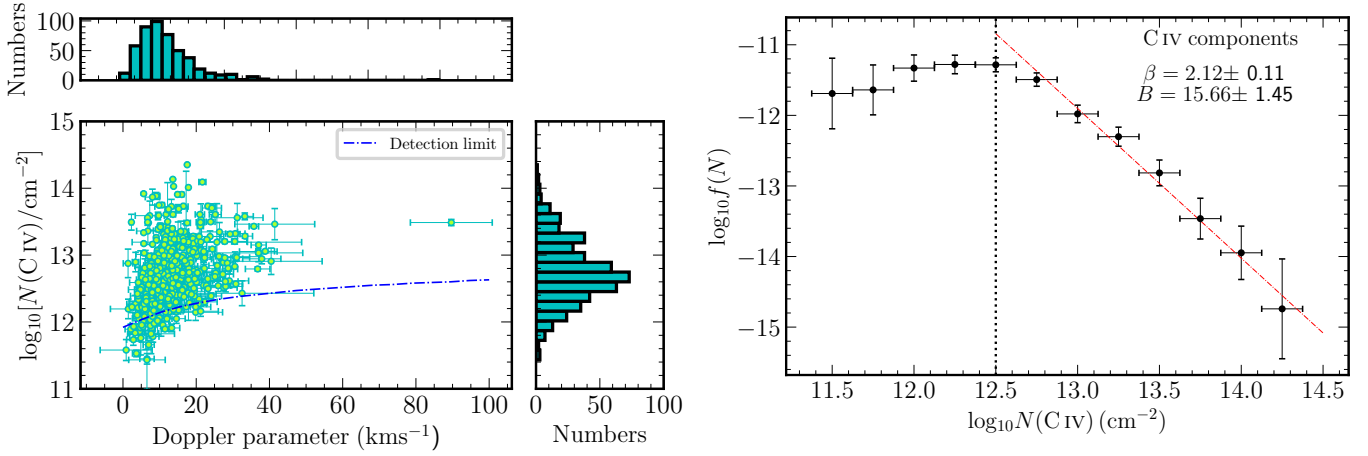 Numbers
100
50
0
15
14
13
12
11
log₁₀[N(C IV)/cm⁻²]
Detection limit
0 20 40 60 80 100
Doppler parameter (kms⁻¹)
0 50 100
Numbers
−11
−12
−13
−14
−15
log₁₀f(N)
C IV components
β = 2.12± 0.11
B = 15.66± 1.45
11.5 12.0 12.5 13.0 13.5 14.0 14.5
log₁₀N(C IV) (cm⁻²)